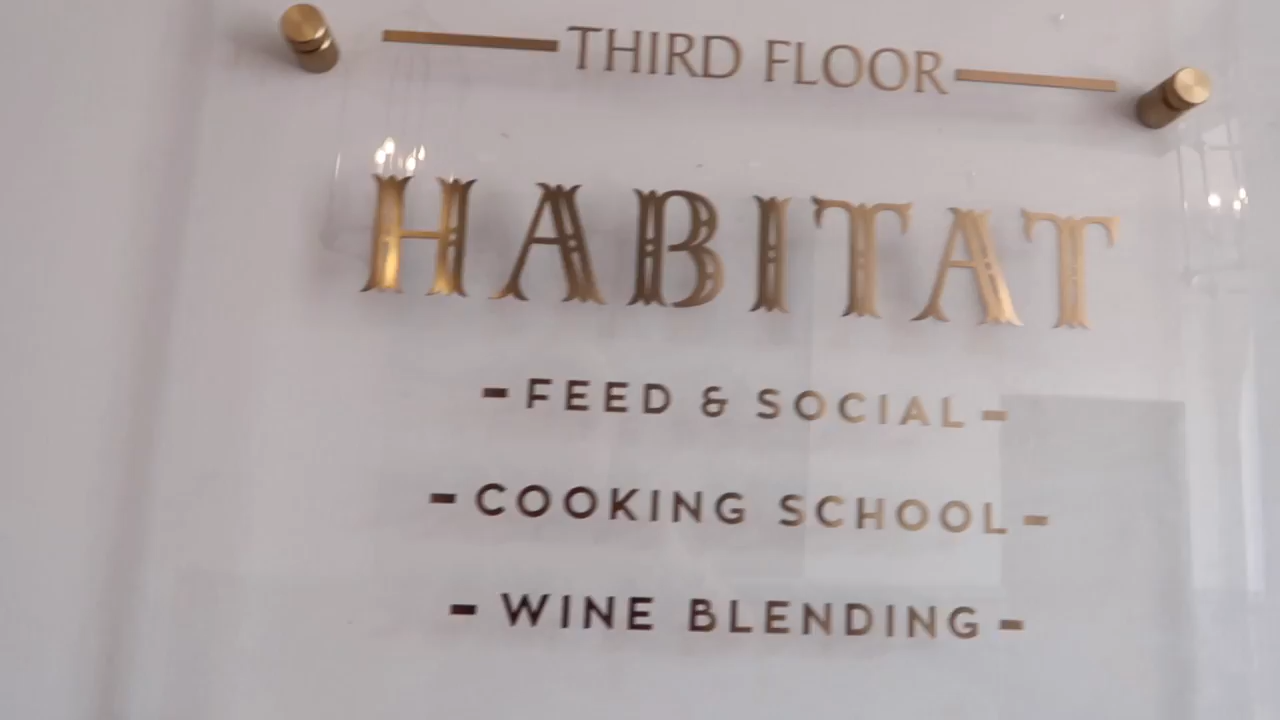 THIRD FLOOR
HABITAT
- FEED & SOCIAL -
- COOKING SCHOOL -
- WINE BLENDING -